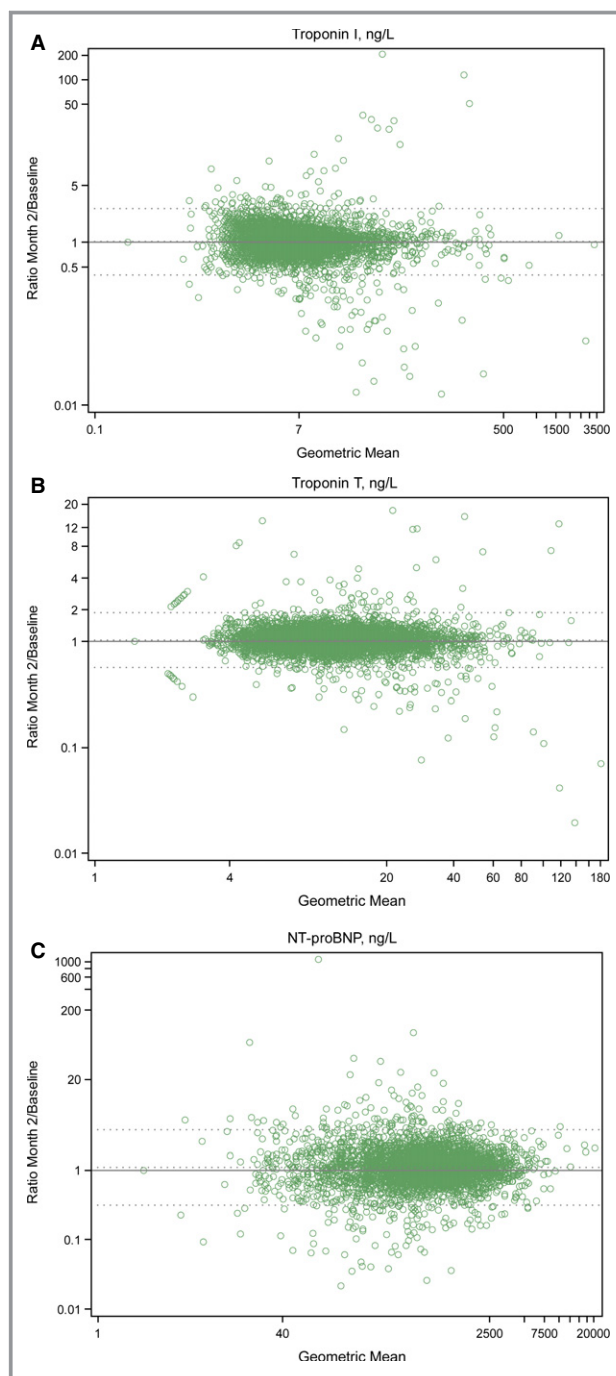 A
Troponin I, ng/L
200
100
50
5
1
0.5
0.01
Ratio Month 2/Baseline
0.1 7 500 1500 3500
Geometric Mean
B
Troponin T, ng/L
20
12
8
4
2
1
0.1
0.01
Ratio Month 2/Baseline
1 4 20 40 60 80 120 180
Geometric Mean
C
NT-proBNP, ng/L
1000
600
200
20
1
0.1
0.01
Ratio Month 2/Baseline
1 40 2500 7500 20000
Geometric Mean